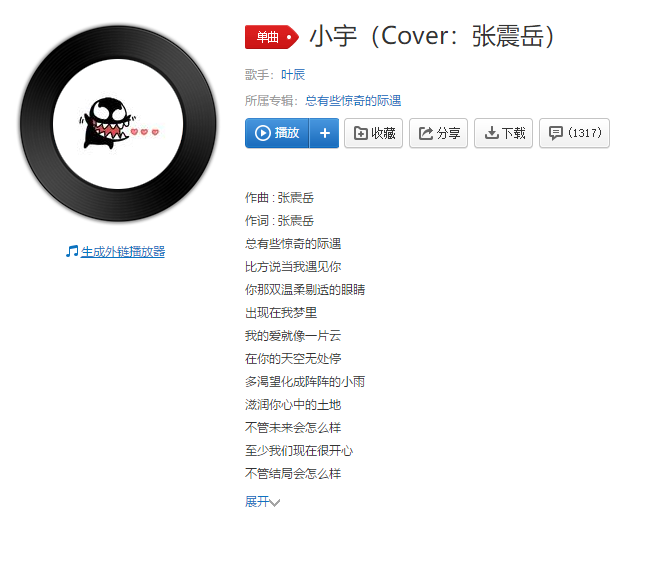 单曲 小宇（Cover：张震岳）
歌手：叶辰
所属专辑：总有些惊奇的际遇
播放 + 收藏 分享 下载 (1317)
生成外链播放器
作曲 : 张震岳
作词 : 张震岳
总有些惊奇的际遇
比方说当我遇见你
你那双温柔剔透的眼睛
出现在我梦里
我的爱就像一片云
在你的天空无处停
多渴望化成阵阵的小雨
滋润你心中的土地
不管未来会怎么样
至少我们现在很开心
不管结局会怎么样
展开